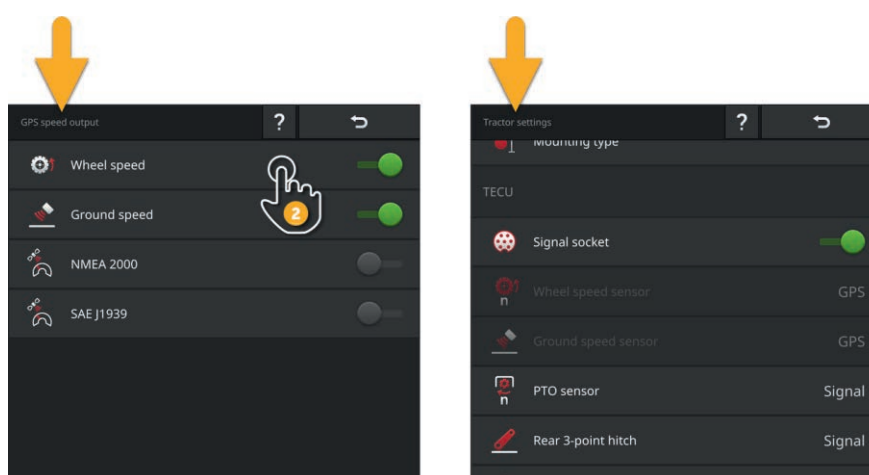 GPS speed output
?
Wheel speed
2
Ground speed
NMEA 2000
SAE J1939
Tractor settings
?
Mounting type
TECU
Signal socket
n
Wheel speed sensor
GPS
Ground speed sensor
GPS
n
PTO sensor
Signal
Rear 3-point hitch
Signal